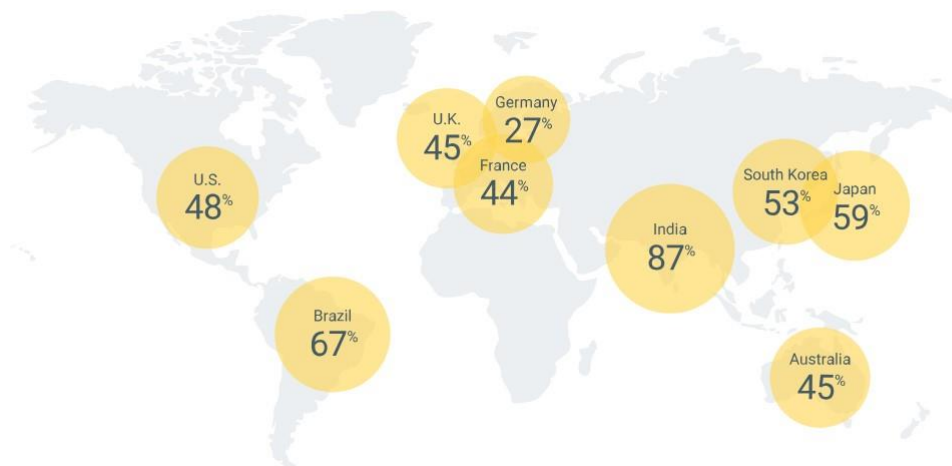 Germany
27%
U.K.
45%
France
44%
U.S.
48%
South Korea
53%
Japan
59%
India
87%
Brazil
67%
Australia
45%